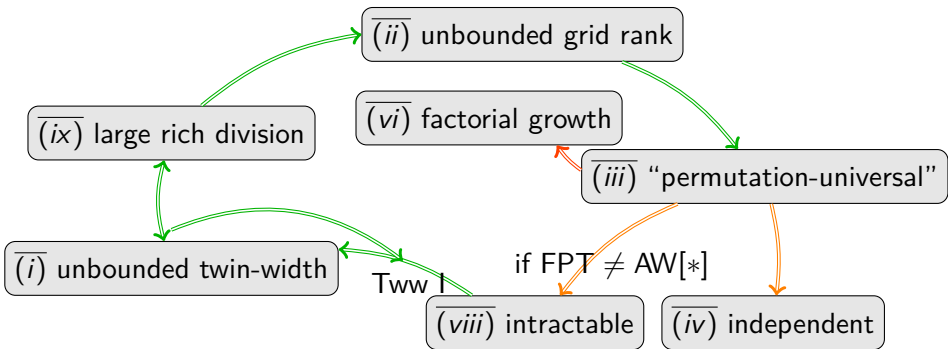 (ii) unbounded grid rank
(vi) factorial growth
(ix) large rich division
(iii) “permutation-universal”
(i) unbounded twin-width
if FPT ≠ AW[*]
Tww I
(viii) intractable
(iv) independent